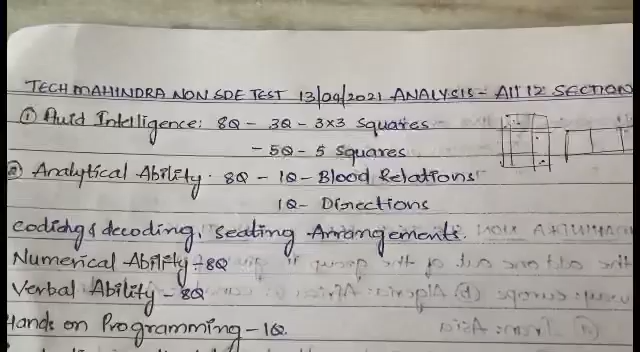 TECH MAHINDRA NON SDE TEST 13/09/2021 ANALYSIS - All 12 SECTION
① Fluid Intelligence: 8Q - 3Q - 3x3 Squares
- 5Q - 5 Squares
② Analytical Ability: 8Q - 1Q - Blood Relations
1Q - Directions
coding & decoding, seating Arrangements.
Numerical Ability - 8Q
Verbal Ability - 8Q
Hands on Programming - 1Q.